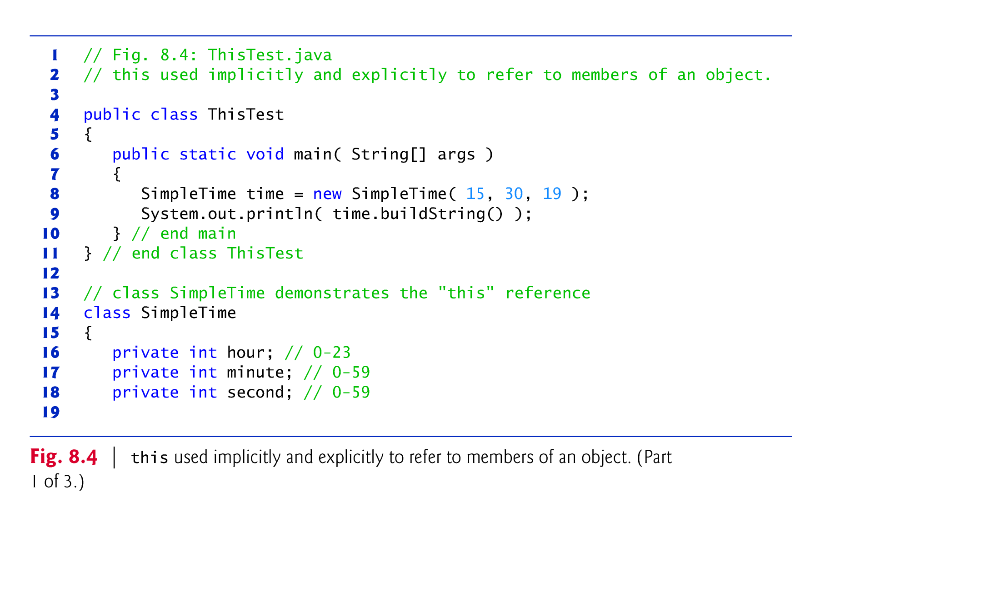 1 // Fig. 8.4: ThisTest.java
2 // this used implicitly and explicitly to refer to members of an object.
3
4 public class ThisTest
5 {
6    public static void main( String[] args )
7    {
8       SimpleTime time = new SimpleTime( 15, 30, 19 );
9       System.out.println( time.buildString() );
10    } // end main
11 } // end class ThisTest
12
13 // class SimpleTime demonstrates the "this" reference
14 class SimpleTime
15 {
16    private int hour; // 0-23
17    private int minute; // 0-59
18    private int second; // 0-59
19
Fig. 8.4 | this used implicitly and explicitly to refer to members of an object. (Part
1 of 3.)